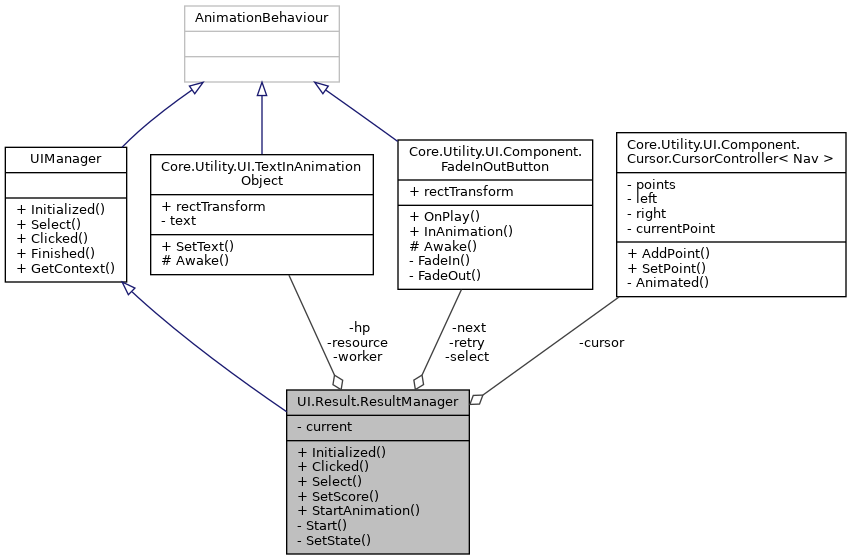 AnimationBehaviour
UIManager
+ Initialized()
+ Select()
+ Clicked()
+ Finished()
+ GetContext()
Core.Utility.UI.TextInAnimation
Object
+ rectTransform
- text
+ SetText()
# Awake()
Core.Utility.UI.Component.
FadeInOutButton
+ rectTransform
+ OnPlay()
+ InAnimation()
# Awake()
- FadeIn()
- FadeOut()
Core.Utility.UI.Component.
Cursor.CursorController< Nav >
- points
- left
- right
- currentPoint
+ AddPoint()
+ SetPoint()
- Animated()
-hp
-resource
-worker
-next
-retry
-select
-cursor
UI.Result.ResultManager
- current
+ Initialized()
+ Clicked()
+ Select()
+ SetScore()
+ StartAnimation()
- Start()
- SetState()